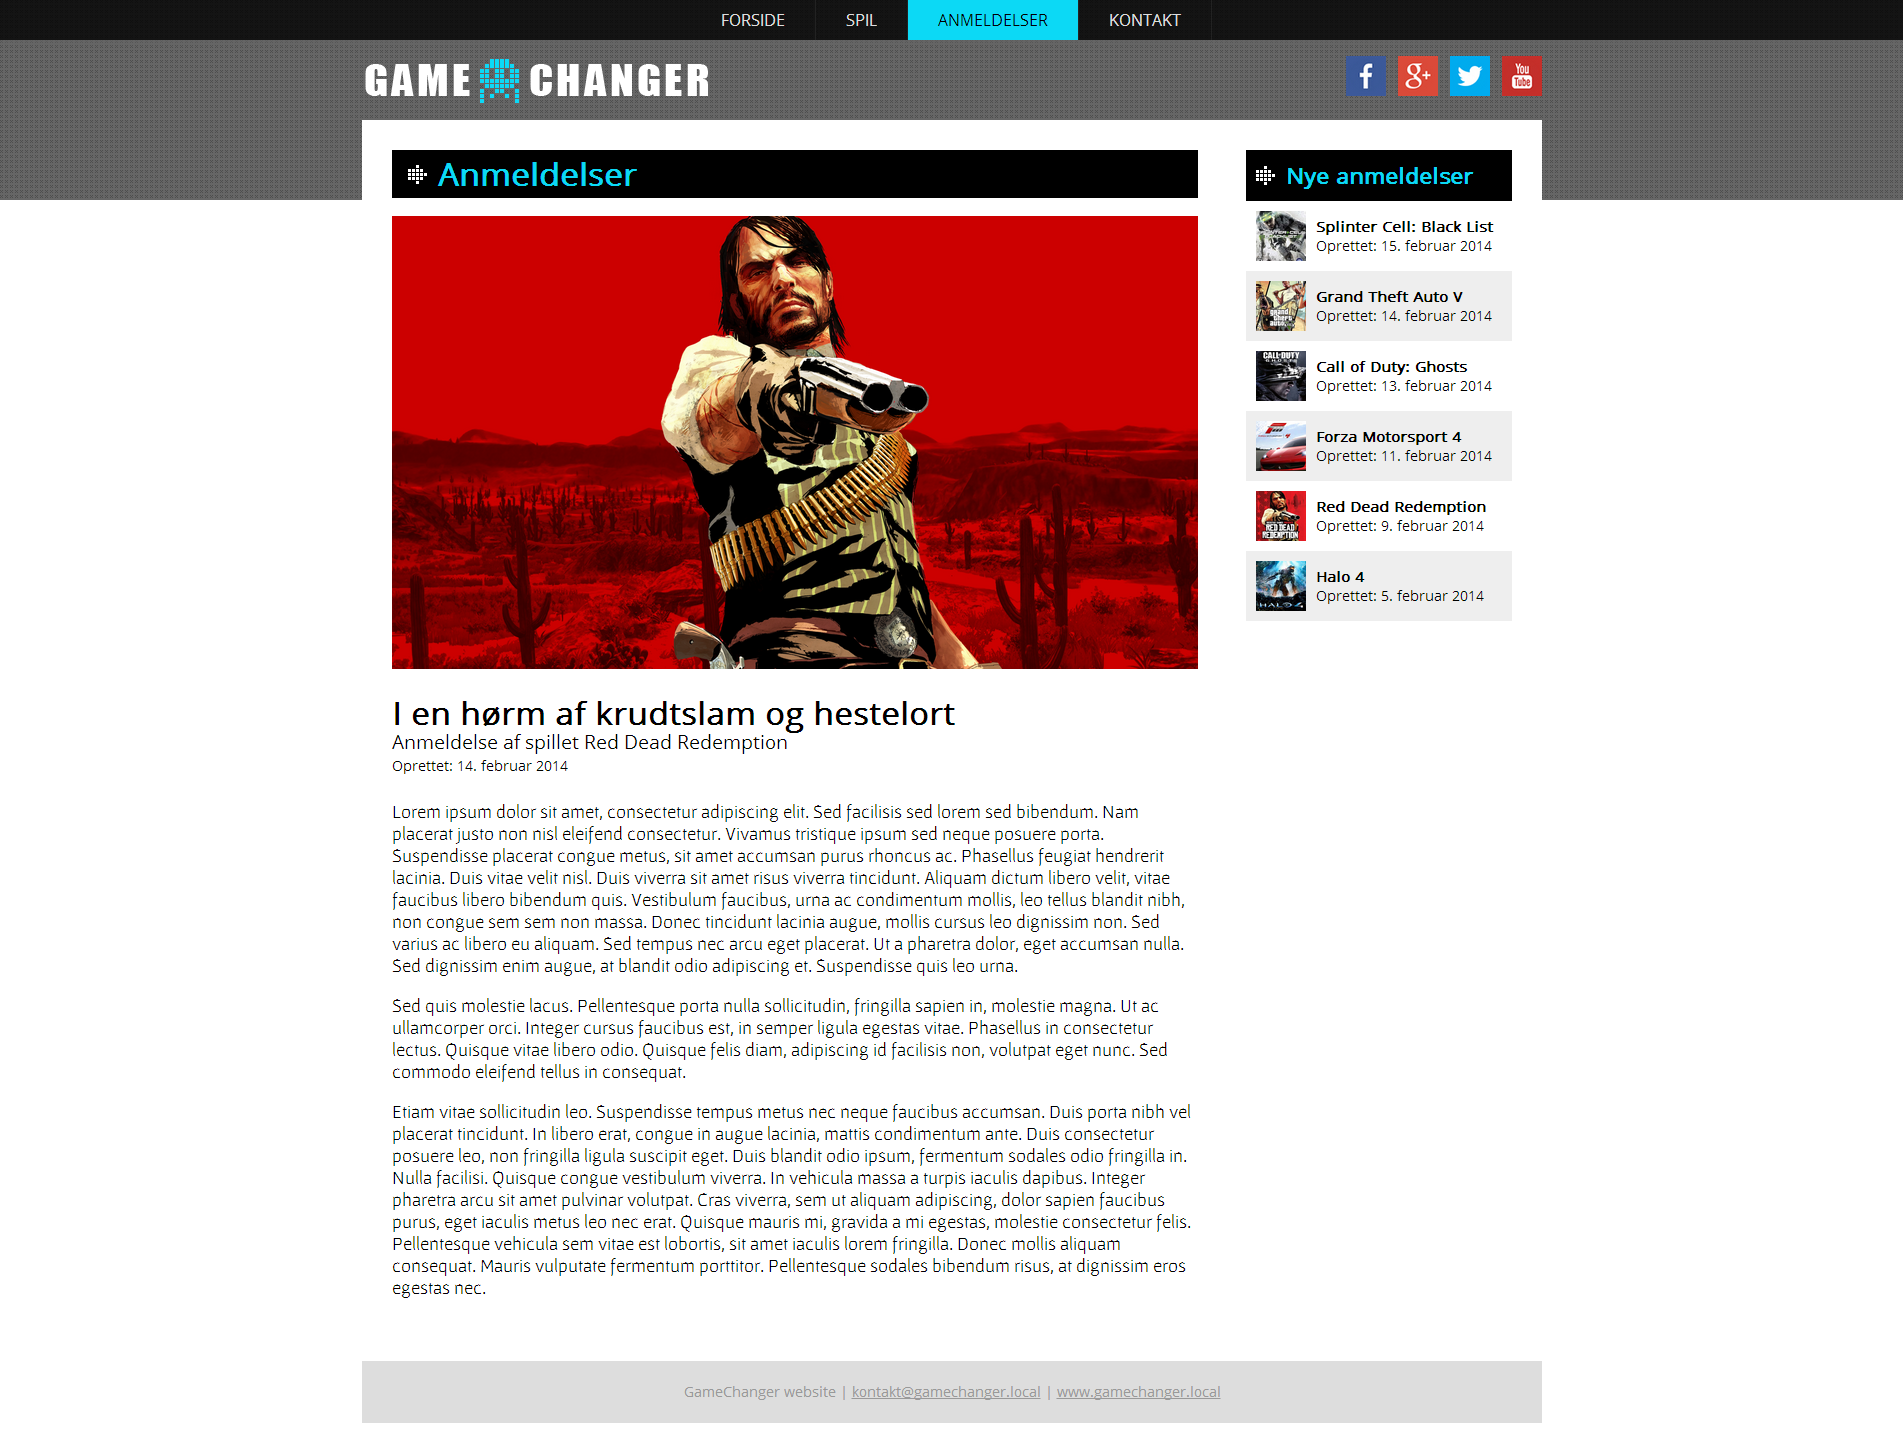 FORSIDE SPIL ANMELDELSER KONTAKT
GAME CHANGER
You
Tube
Anmeldelser
I en hørm af krudtslam og hestelort
Anmeldelse af spillet Red Dead Redemption
Oprettet: 14. februar 2014
Lorem ipsum dolor sit amet, consectetur adipiscing elit. Sed facilisis sed lorem sed bibendum. Nam
placerat justo non nisl eleifend consectetur. Vivamus tristique ipsum sed neque posuere porta.
Suspendisse placerat congue metus, sit amet accumsan purus rhoncus ac. Phasellus feugiat hendrerit
lacinia. Duis vitae velit nisl. Duis viverra sit amet risus viverra tincidunt. Aliquam dictum libero velit, vitae
faucibus libero bibendum quis. Vestibulum faucibus, urna ac condimentum mollis, leo tellus blandit nibh,
non congue sem sem non massa. Donec tincidunt lacinia augue, mollis cursus leo dignissim non. Sed
varius ac libero eu aliquam. Sed tempus nec arcu eget placerat. Ut a pharetra dolor, eget accumsan nulla.
Sed dignissim enim augue, at blandit odio adipiscing et. Suspendisse quis leo urna.
Sed quis molestie lacus. Pellentesque porta nulla sollicitudin, fringilla sapien in, molestie magna. Ut ac
ullamcorper orci. Integer cursus faucibus est, in semper ligula egestas vitae. Phasellus in consectetur
lectus. Quisque vitae libero odio. Quisque felis diam, adipiscing id facilisis non, volutpat eget nunc. Sed
commodo eleifend tellus in consequat.
Etiam vitae sollicitudin leo. Suspendisse tempus metus nec neque faucibus accumsan. Duis porta nibh vel
placerat tincidunt. In libero erat, congue in augue lacinia, mattis condimentum ante. Duis consectetur
posuere leo, non fringilla ligula suscipit eget. Duis blandit odio ipsum, fermentum sodales odio fringilla in.
Nulla facilisi. Quisque congue vestibulum viverra. In vehicula massa a turpis iaculis dapibus. Integer
pharetra arcu sit amet pulvinar volutpat. Cras viverra, sem ut aliquam adipiscing, dolor sapien faucibus
purus, eget iaculis metus leo nec erat. Quisque mauris mi, gravida a mi egestas, molestie consectetur felis.
Pellentesque vehicula sem vitae est lobortis, sit amet iaculis lorem fringilla. Donec mollis aliquam
consequat. Mauris vulputate fermentum porttitor. Pellentesque sodales bibendum risus, at dignissim eros
egestas nec.
Nye anmeldelser
Splinter Cell: Black List
Oprettet: 15. februar 2014
grand
theft
auto
Grand Theft Auto V
Oprettet: 14. februar 2014
CALL OF DUTY
GHOSTS
Call of Duty: Ghosts
Oprettet: 13. februar 2014
Forza Motorsport 4
Oprettet: 11. februar 2014
RED DEAD
REDEMPTION
Red Dead Redemption
Oprettet: 9. februar 2014
HALO 4
Halo 4
Oprettet: 5. februar 2014
GameChanger website | kontakt@gamechanger.local | www.gamechanger.local